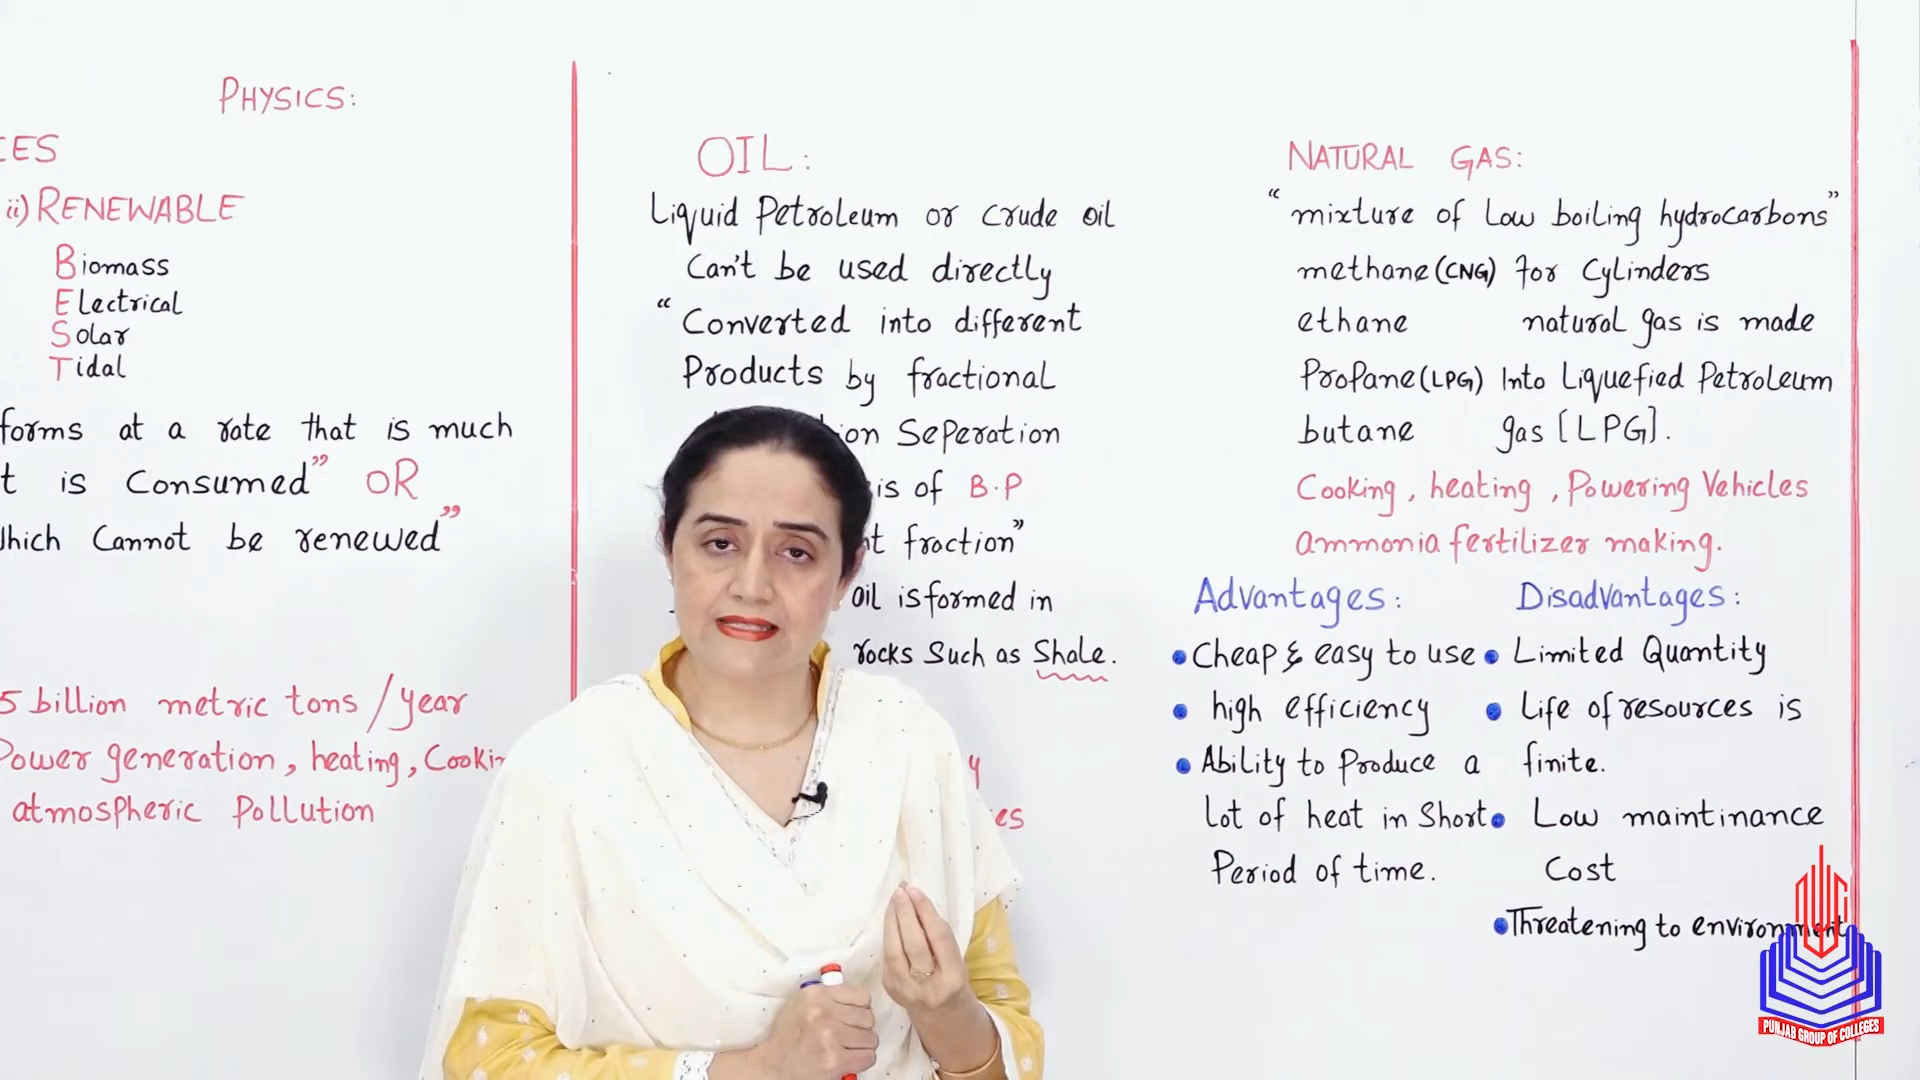 PHYSICS:
ii) RENEWABLE
Biomass
Electrical
Solar
Tidal
forms at a rate that is much
is Consumed” OR
Which Cannot be renewed”
5 billion metric tons / year
Power generation, heating,
atmospheric Pollution
OIL:
Liquid Petroleum or crude oil
Can't be used directly
“Converted into different
Products by fractional
Seperation
is of B.P
fraction”
oil is formed in
rocks Such as Shale.
NATURAL GAS:
“mixture of Low boiling hydrocarbons”
methane (CNG) for Cylinders
ethane natural gas is made
Propane (LPG) Into Liquefied Petroleum
butane gas [LPG].
Cooking, heating, Powering Vehicles
ammonia fertilizer making.
Advantages:
• Cheap & easy to use
• high efficiency
• Ability to Produce a
Lot of heat in Short
Period of time.
Disadvantages:
• Limited Quantity
• Life of resources is
finite.
• Low maintinance
Cost
• Threatening to environment
PUNJAB GROUP OF COLLEGES